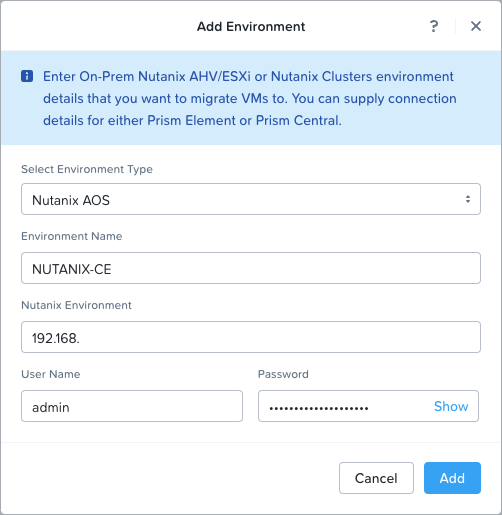 Add Environment
?
Enter On-Prem Nutanix AHV/ESXi or Nutanix Clusters environment
details that you want to migrate VMs to. You can supply connection
details for either Prism Element or Prism Central.
Select Environment Type
Nutanix AOS
Environment Name
NUTANIX-CE
Nutanix Environment
192.168.
User Name
Password
admin
•••••••••••••••••••• Show
Cancel
Add